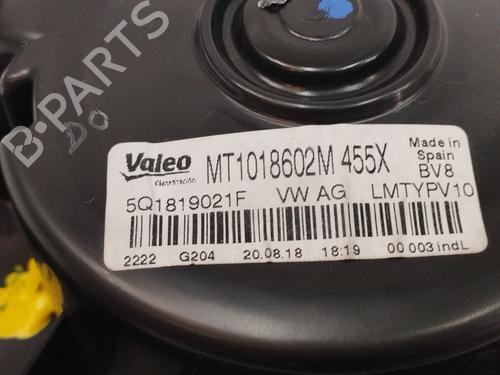 B-PARTS
DO
Valeo MT1018602M 455X Made in
Climatización Spain
BV8
5Q1819021F VW AG LMTYPV10
2222 G204 20.08.18 18:19 00 003 indL